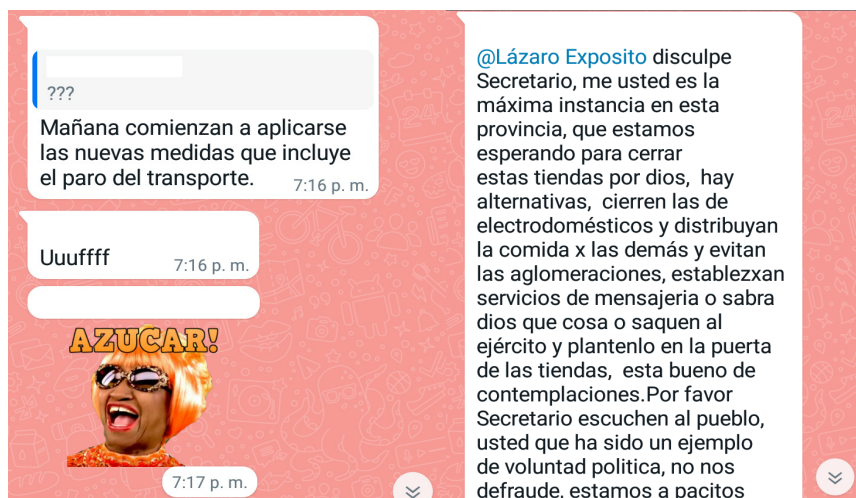 ???
Mañana comienzan a aplicarse
las nuevas medidas que incluye
el paro del transporte.
7:16 p. m.
Uuuffff
7:16 p. m.
AZUCAR!
7:17 p. m.
@Lázaro Exposito disculpe
Secretario, me usted es la
máxima instancia en esta
provincia, que estamos
esperando para cerrar
estas tiendas por dios, hay
alternativas, cierren las de
electrodomésticos y distribuyan
la comida x las demás y evitan
las aglomeraciones, establezxan
servicios de mensajeria o sabra
dios que cosa o saquen al
ejército y plantenlo en la puerta
de las tiendas, esta bueno de
contemplaciones.Por favor
Secretario escuchen al pueblo,
usted que ha sido un ejemplo
de voluntad politica, no nos
defraude, estamos a pacitos
24